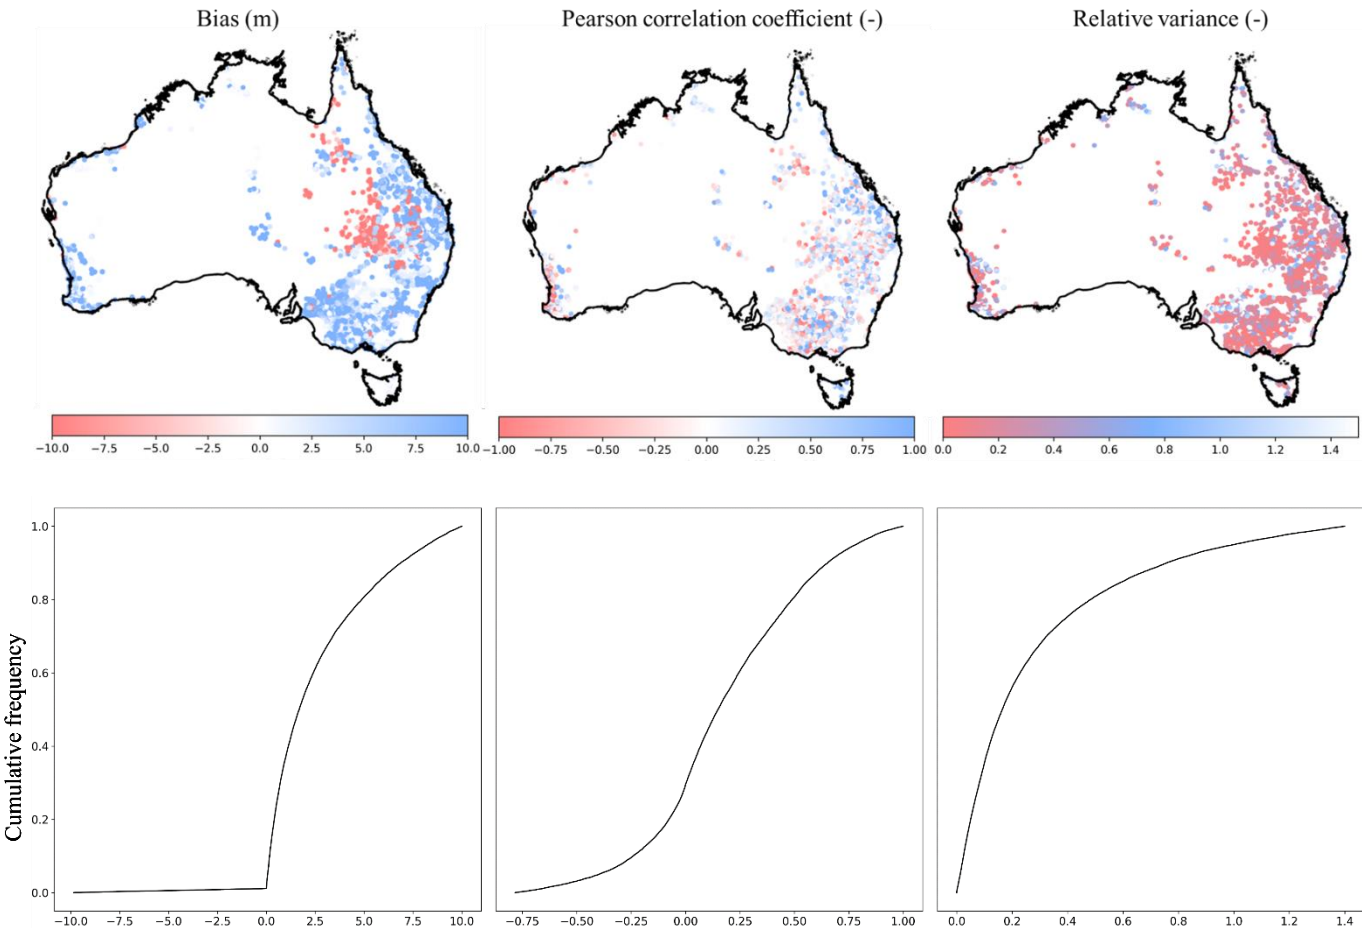 Bias (m)
Pearson correlation coefficient (-)
Relative variance (-)
−10.0 −7.5 −5.0 −2.5 0.0 2.5 5.0 7.5 10.0
−1.00 −0.75 −0.50 −0.25 0.00 0.25 0.50 0.75 1.00
0.0 0.2 0.4 0.6 0.8 1.0 1.2 1.4
Cumulative frequency
1.0
0.8
0.6
0.4
0.2
0.0
−10.0 −7.5 −5.0 −2.5 0.0 2.5 5.0 7.5 10.0
−0.75 −0.50 −0.25 0.00 0.25 0.50 0.75 1.00
0.0 0.2 0.4 0.6 0.8 1.0 1.2 1.4